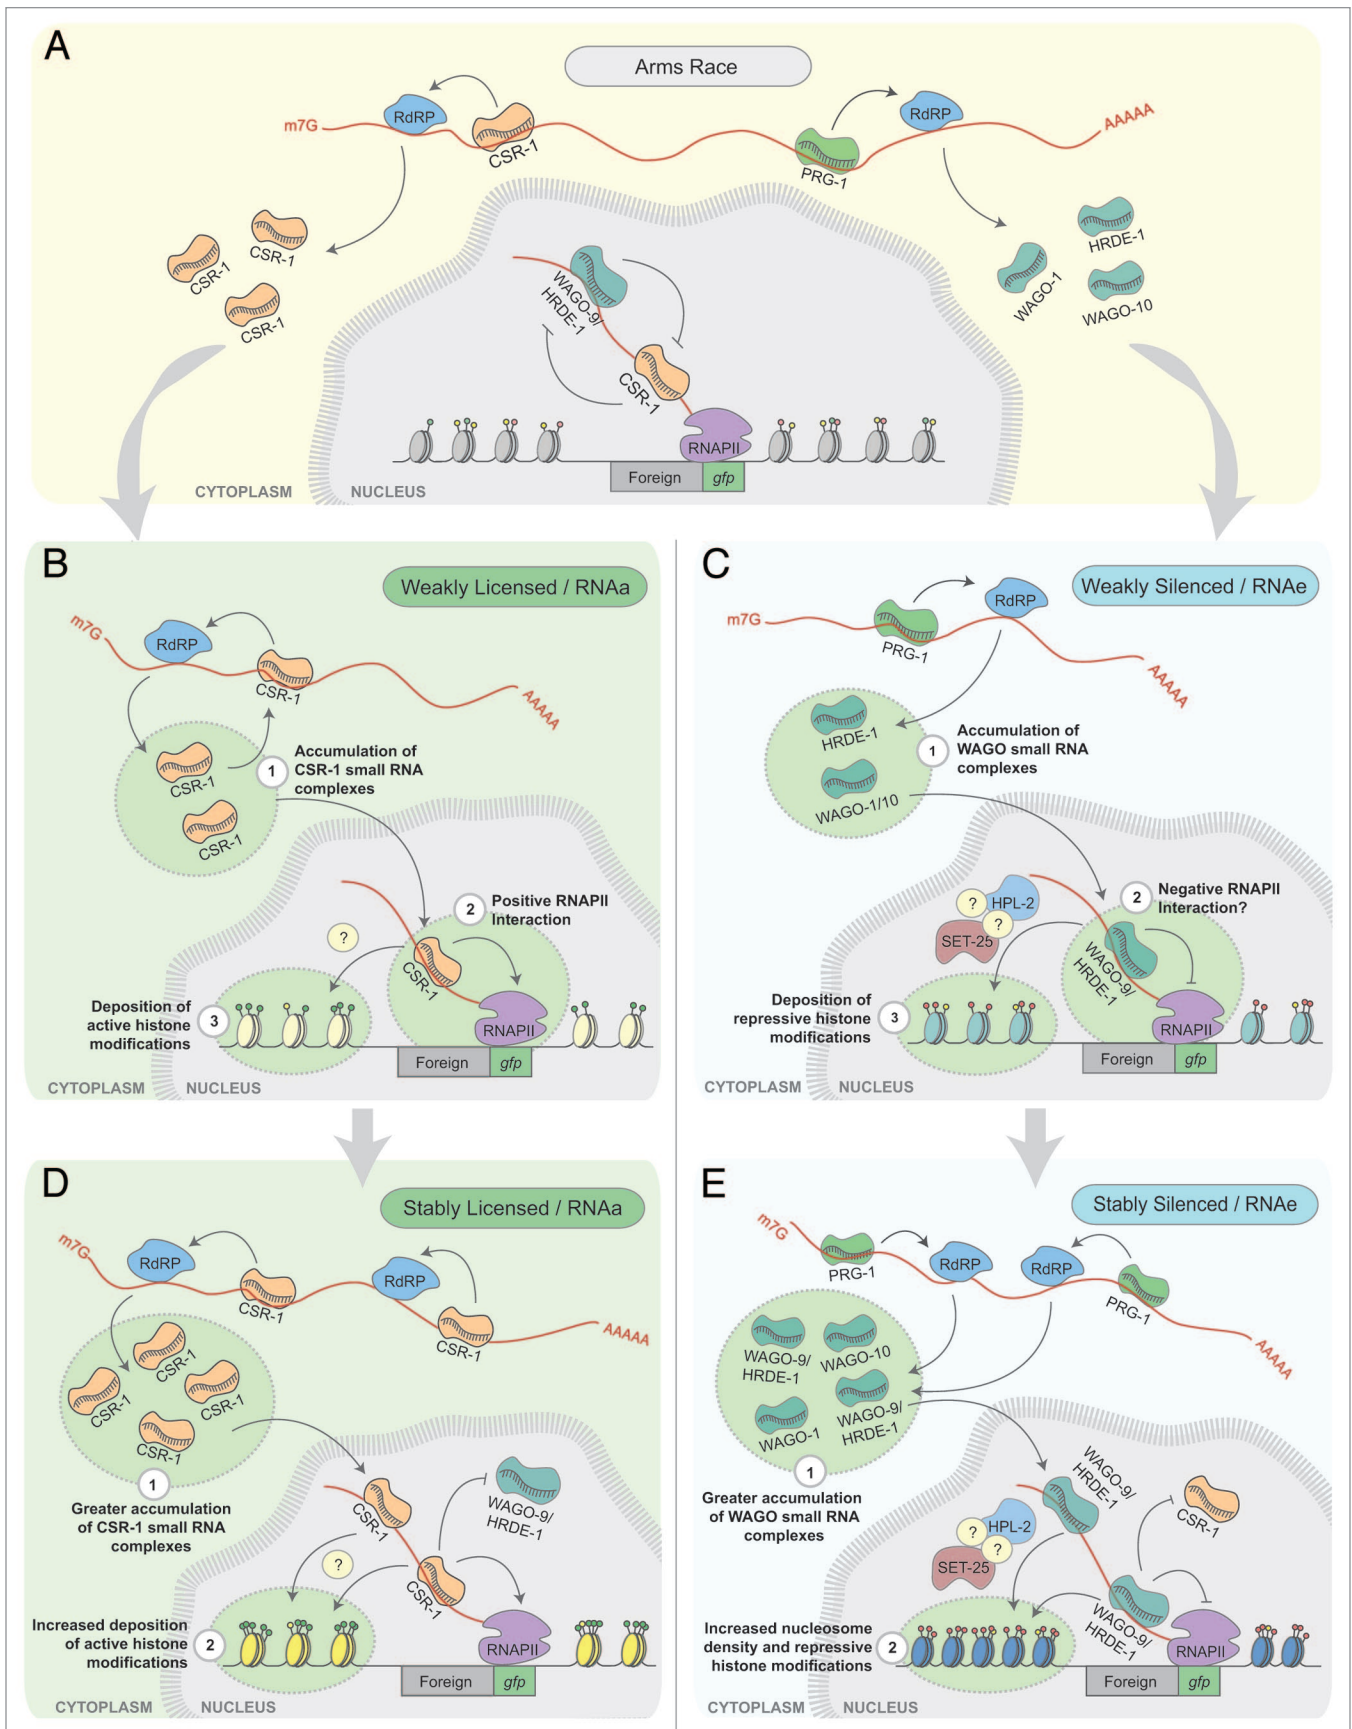 A
Arms Race
m7G
RdRP
CSR-1
PRG-1
RdRP
AAAAA
CSR-1
CSR-1
CSR-1
HRDE-1
WAGO-1
WAGO-10
WAGO-9/
HRDE-1
CSR-1
RNAPII
Foreign
gfp
CYTOPLASM
NUCLEUS
B
Weakly Licensed / RNAa
m7G
RdRP
CSR-1
AAAAA
CSR-1
CSR-1
1
Accumulation of
CSR-1 small RNA
complexes
2
Positive RNAPII
Interaction
?
CSR-1
RNAPII
Deposition of
active histone
modifications
3
Foreign
gfp
CYTOPLASM
NUCLEUS
C
Weakly Silenced / RNAe
m7G
PRG-1
RdRP
AAAAA
HRDE-1
WAGO-1/10
1
Accumulation of
WAGO small RNA
complexes
2
Negative RNAPII
Interaction?
?
HPL-2
?
SET-25
WAGO-9/
HRDE-1
RNAPII
Deposition of
repressive histone
modifications
3
Foreign
gfp
CYTOPLASM
NUCLEUS
D
Stably Licensed / RNAa
m7G
RdRP
CSR-1
RdRP
CSR-1
AAAAA
CSR-1
CSR-1
CSR-1
CSR-1
1
Greater accumulation
of CSR-1 small RNA
complexes
CSR-1
WAGO-9/
HRDE-1
?
CSR-1
RNAPII
Increased deposition
of active histone
modifications
2
Foreign
gfp
CYTOPLASM
NUCLEUS
E
Stably Silenced / RNAe
m7G
PRG-1
RdRP
RdRP
PRG-1
AAAAA
WAGO-9/
HRDE-1
WAGO-10
WAGO-1
WAGO-9/
HRDE-1
1
Greater accumulation
of WAGO small RNA
complexes
WAGO-9/
HRDE-1
CSR-1
?
HPL-2
?
SET-25
WAGO-9/
HRDE-1
RNAPII
Increased nucleosome
density and repressive
histone modifications
2
Foreign
gfp
CYTOPLASM
NUCLEUS